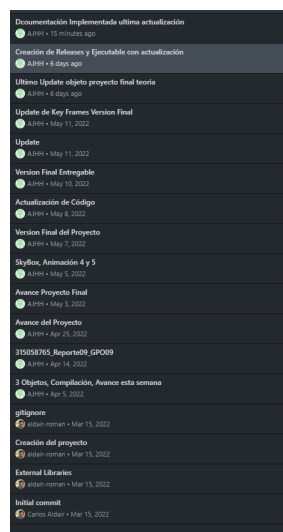 Dcoumentación Implementada ultima actualización
AJHH • 15 minutes ago
Creación de Releases y Ejecutable con actualización
AJHH • 6 days ago
Ultimo Update objeto proyecto final teoria
AJHH • 6 days ago
Update de Key Frames Version Final
AJHH • May 11, 2022
Update
AJHH • May 11, 2022
Version Final Entregable
AJHH • May 10, 2022
Actualización de Código
AJHH • May 8, 2022
Version Final del Proyecto
AJHH • May 7, 2022
SkyBox, Animación 4 y 5
AJHH • May 5, 2022
Avance Proyecto Final
AJHH • May 3, 2022
Avance del Proyecto
AJHH • Apr 25, 2022
315058765_Reporte09_GPO09
AJHH • Apr 14, 2022
3 Objetos, Compilación, Avance esta semana
AJHH • Apr 5, 2022
gitignore
aldair-roman • Mar 15, 2022
Creación del proyecto
aldair-roman • Mar 15, 2022
External Libraries
aldair-roman • Mar 15, 2022
Initial commit
Carlos Aldair • Mar 15, 2022